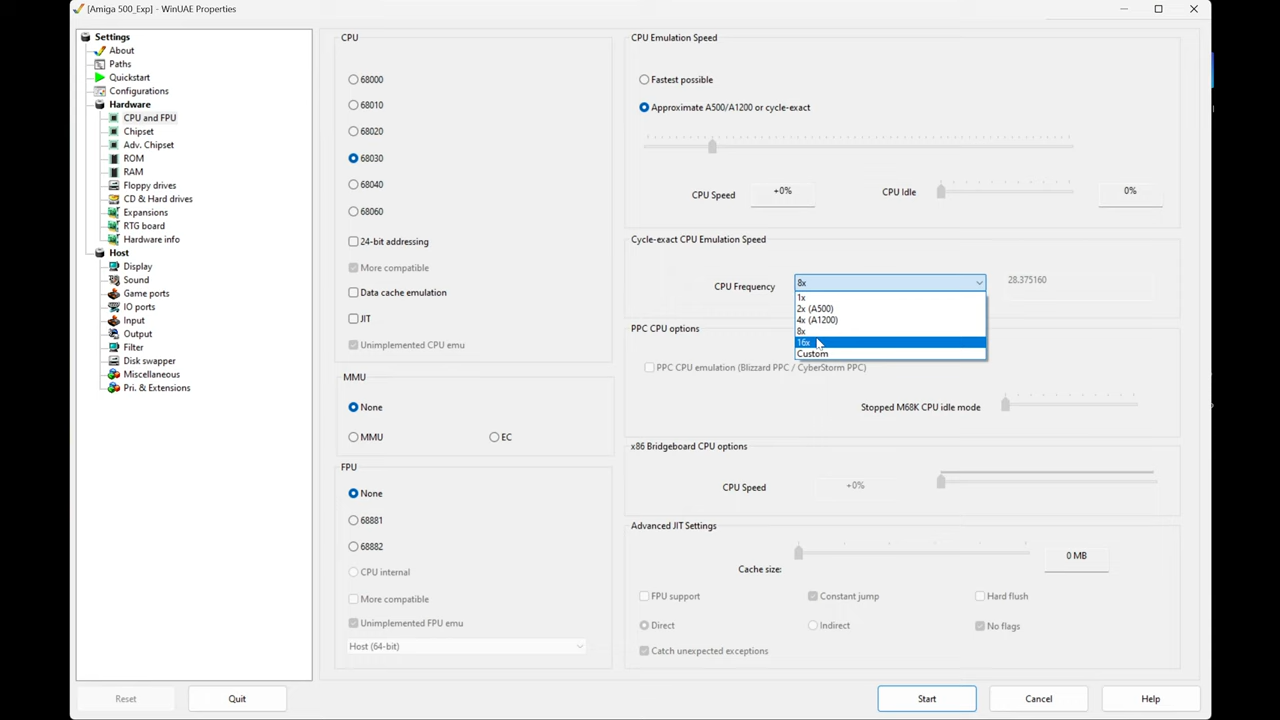 [Amiga 500_Exp] - WinUAE Properties
Settings
About
Paths
Quickstart
Configurations
Hardware
CPU and FPU
Chipset
Adv. Chipset
ROM
RAM
Floppy drives
CD & Hard drives
Expansions
RTG board
Hardware info
Host
Display
Sound
Game ports
IO ports
Input
Output
Filter
Disk swapper
Miscellaneous
Pri. & Extensions
CPU
68000
68010
68020
68030
68040
68060
24-bit addressing
More compatible
Data cache emulation
JIT
Unimplemented CPU emu
MMU
None
MMU
EC
FPU
None
68881
68882
CPU internal
More compatible
Unimplemented FPU emu
Host (64-bit)
CPU Emulation Speed
Fastest possible
Approximate A500/A1200 or cycle-exact
CPU Speed
+0%
CPU Idle
0%
Cycle-exact CPU Emulation Speed
CPU Frequency
8x
28.375160
1x
2x (A500)
4x (A1200)
8x
16x
Custom
PPC CPU options
PPC CPU emulation (Blizzard PPC / CyberStorm PPC)
Stopped M68K CPU idle mode
x86 Bridgeboard CPU options
CPU Speed
+0%
Advanced JIT Settings
Cache size:
0 MB
FPU support
Constant jump
Hard flush
Direct
Indirect
No flags
Catch unexpected exceptions
Reset
Quit
Start
Cancel
Help